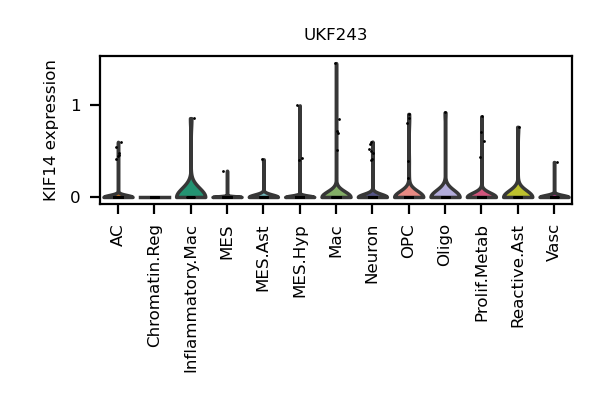 UKF243
KIF14 expression
1
0
AC
Chromatin.Reg
Inflammatory.Mac
MES
MES.Ast
MES.Hyp
Mac
Neuron
OPC
Oligo
Prolif.Metab
Reactive.Ast
Vasc